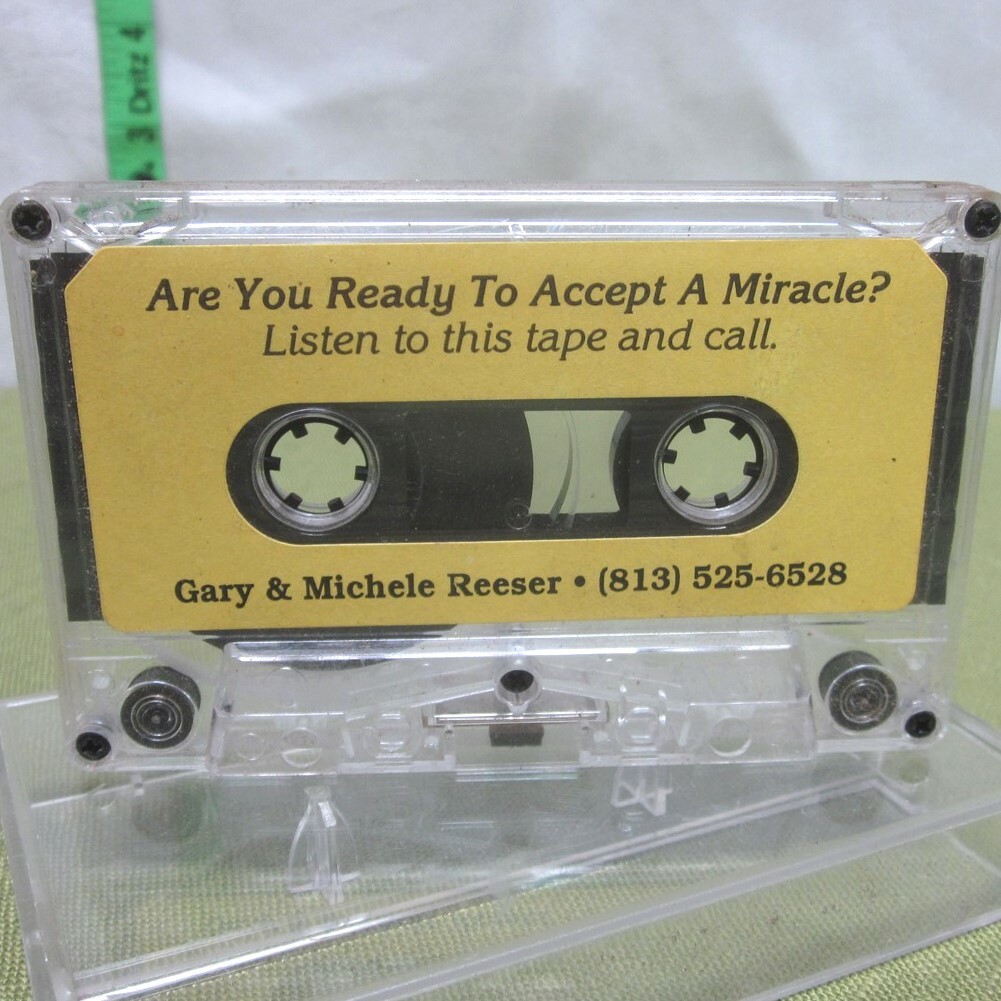 3 Dritz 4
Are You Ready To Accept A Miracle?
Listen to this tape and call.
Gary & Michele Reeser • (813) 525-6528